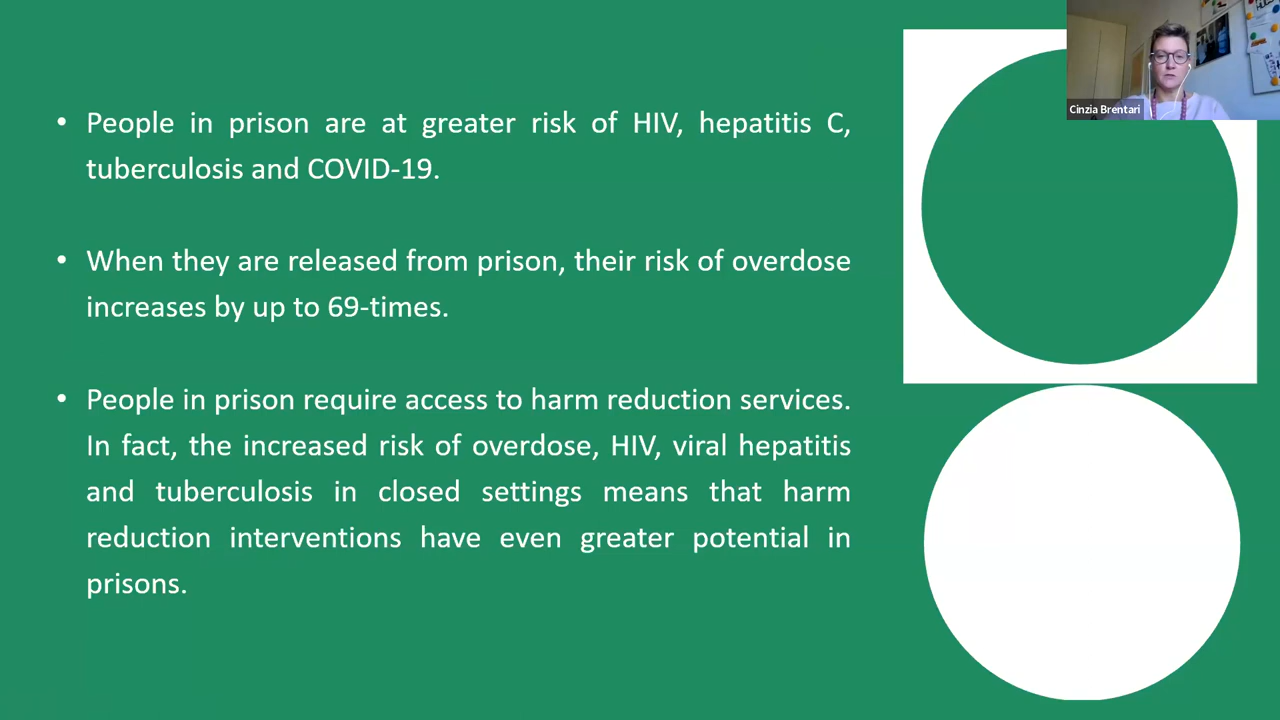 • People in prison are at greater risk of HIV, hepatitis C,
tuberculosis and COVID-19.
• When they are released from prison, their risk of overdose
increases by up to 69-times.
• People in prison require access to harm reduction services.
In fact, the increased risk of overdose, HIV, viral hepatitis
and tuberculosis in closed settings means that harm
reduction interventions have even greater potential in
prisons.
Cinzia Brentari